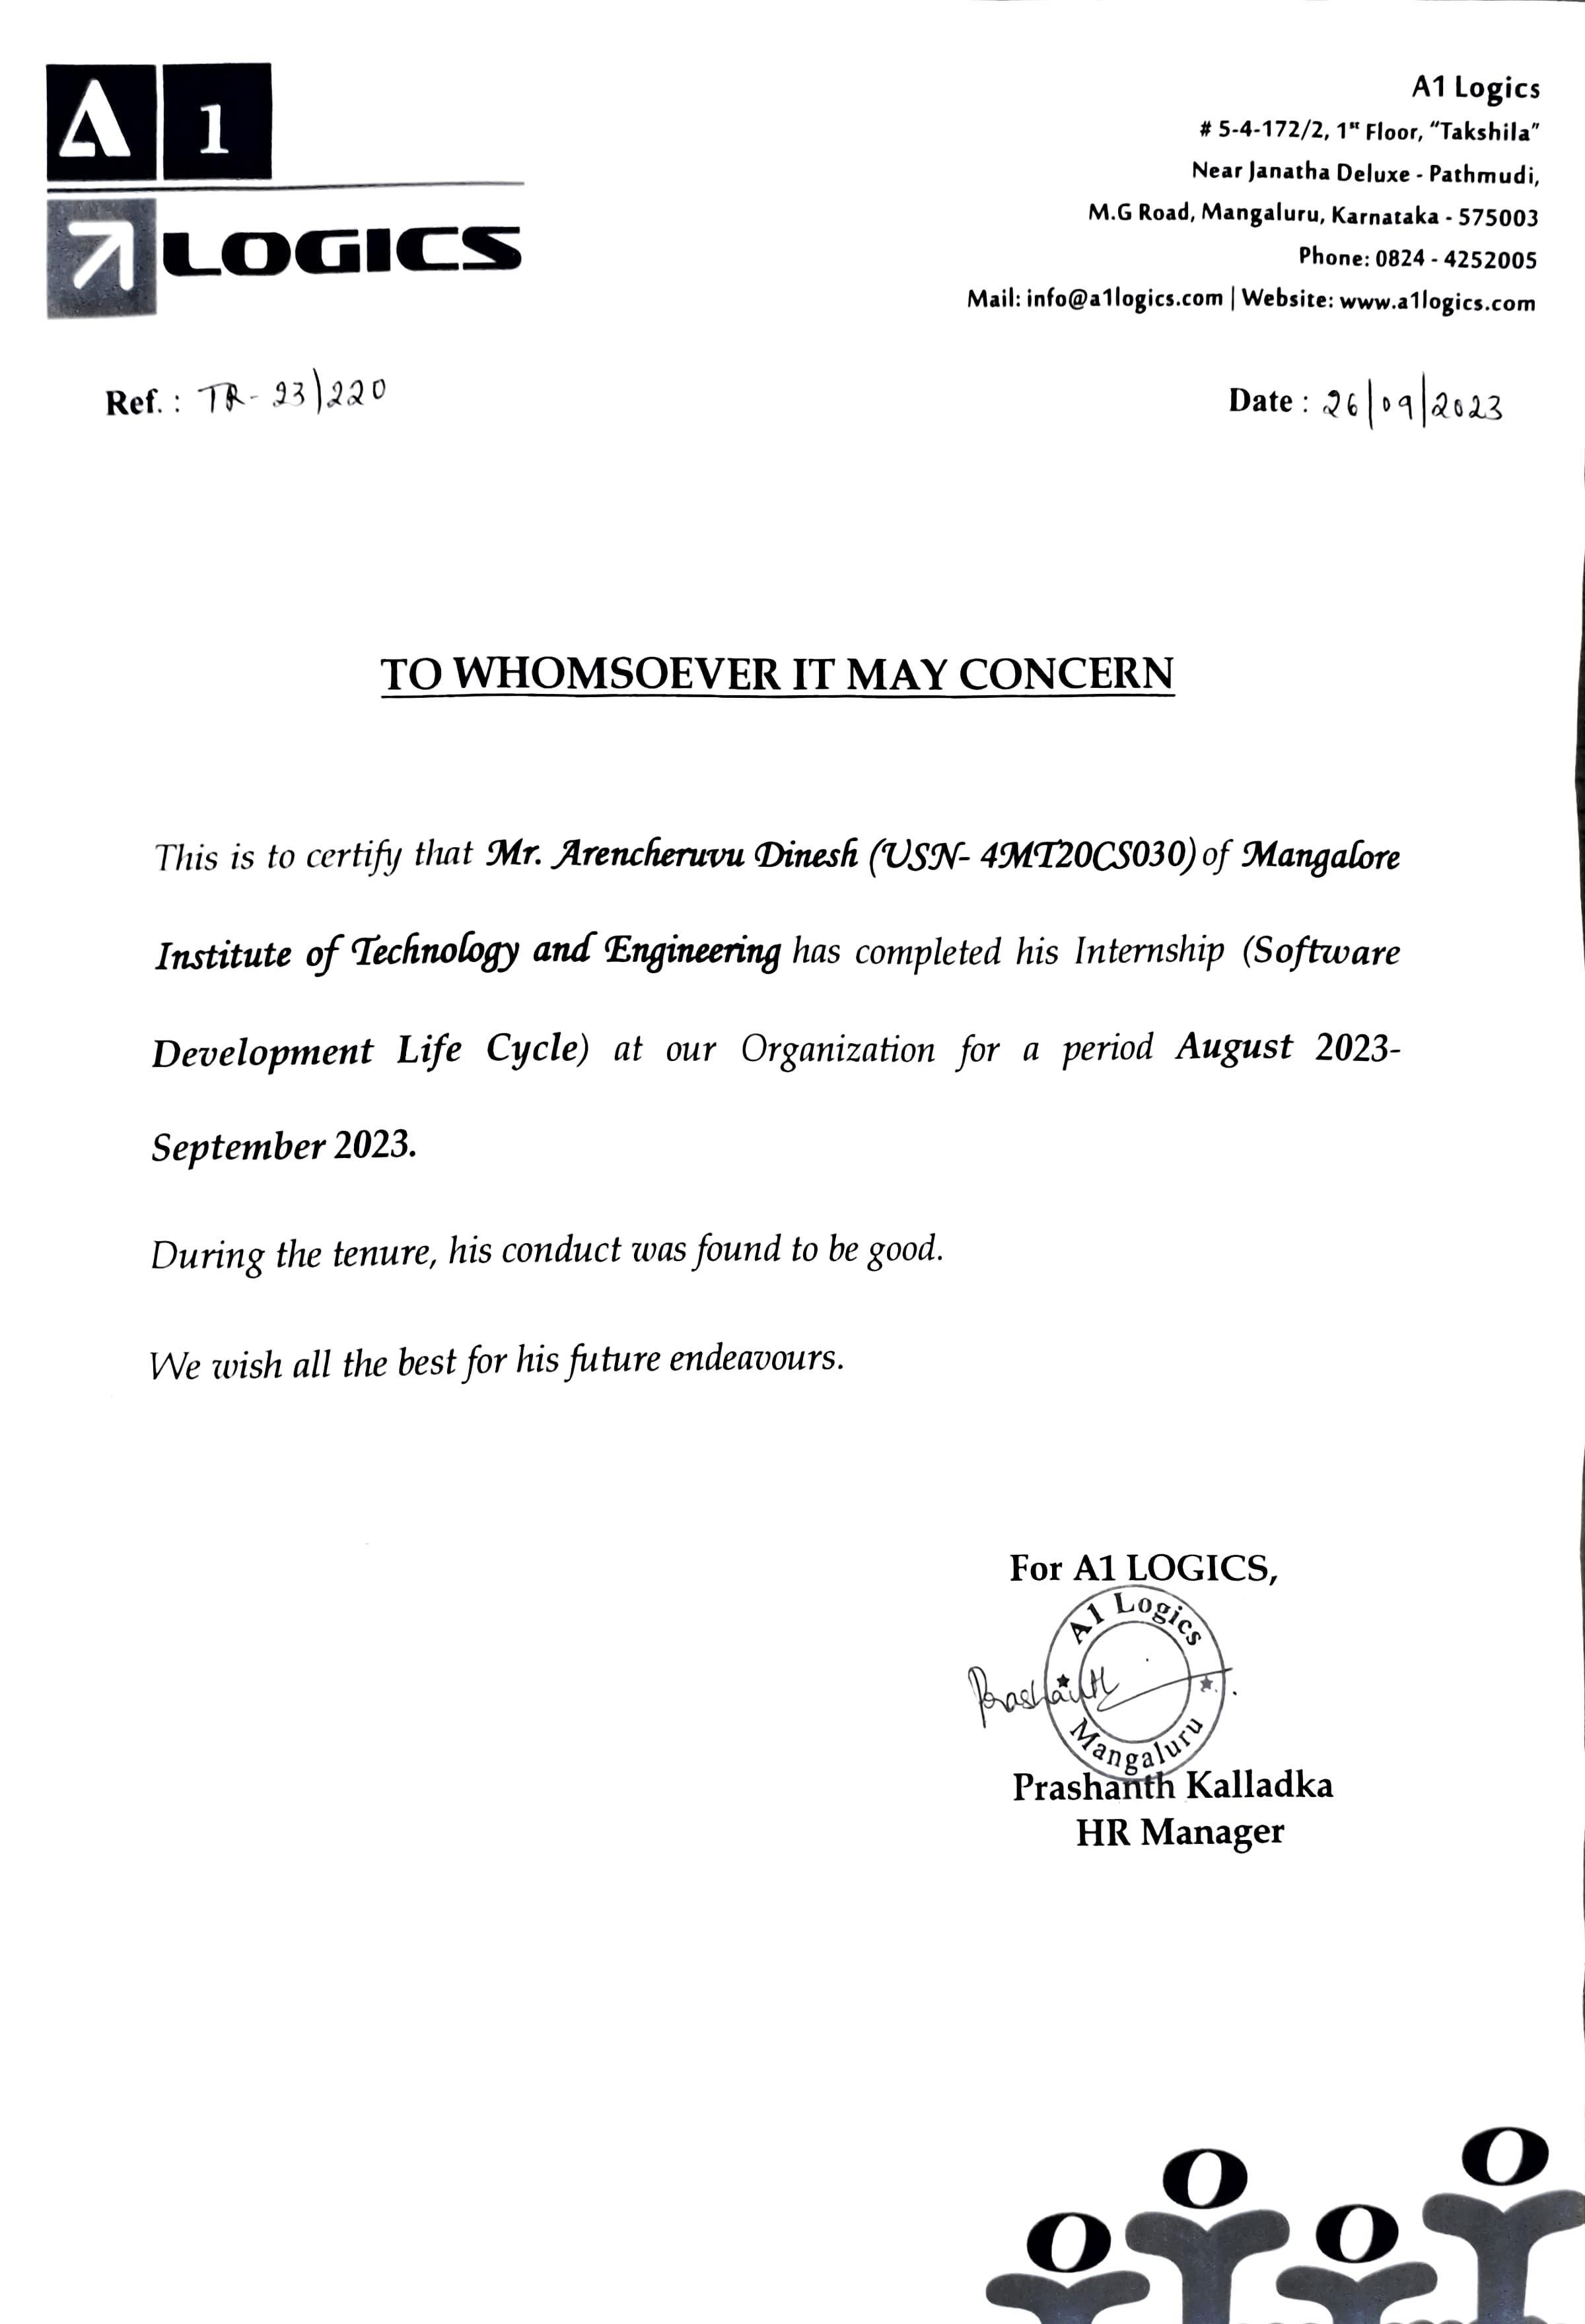 A 1
LOGICS
A1 Logics
# 5-4-172/2, 1st Floor, “Takshila”
Near Janatha Deluxe - Pathmudi,
M.G Road, Mangaluru, Karnataka - 575003
Phone: 0824 - 4252005
Mail: info@a1logics.com | Website: www.a1logics.com
Ref. : TR- 23/220
Date : 26/09/2023
TO WHOMSOEVER IT MAY CONCERN
This is to certify that Mr. Arencheruvu Dinesh (USN- 4MT20CS030) of Mangalore
Institute of Technology and Engineering has completed his Internship (Software
Development Life Cycle) at our Organization for a period August 2023-
September 2023.
During the tenure, his conduct was found to be good.
We wish all the best for his future endeavours.
For A1 LOGICS,
A1 Logics
Prashanth
Mangaluru
Prashanth Kalladka
HR Manager